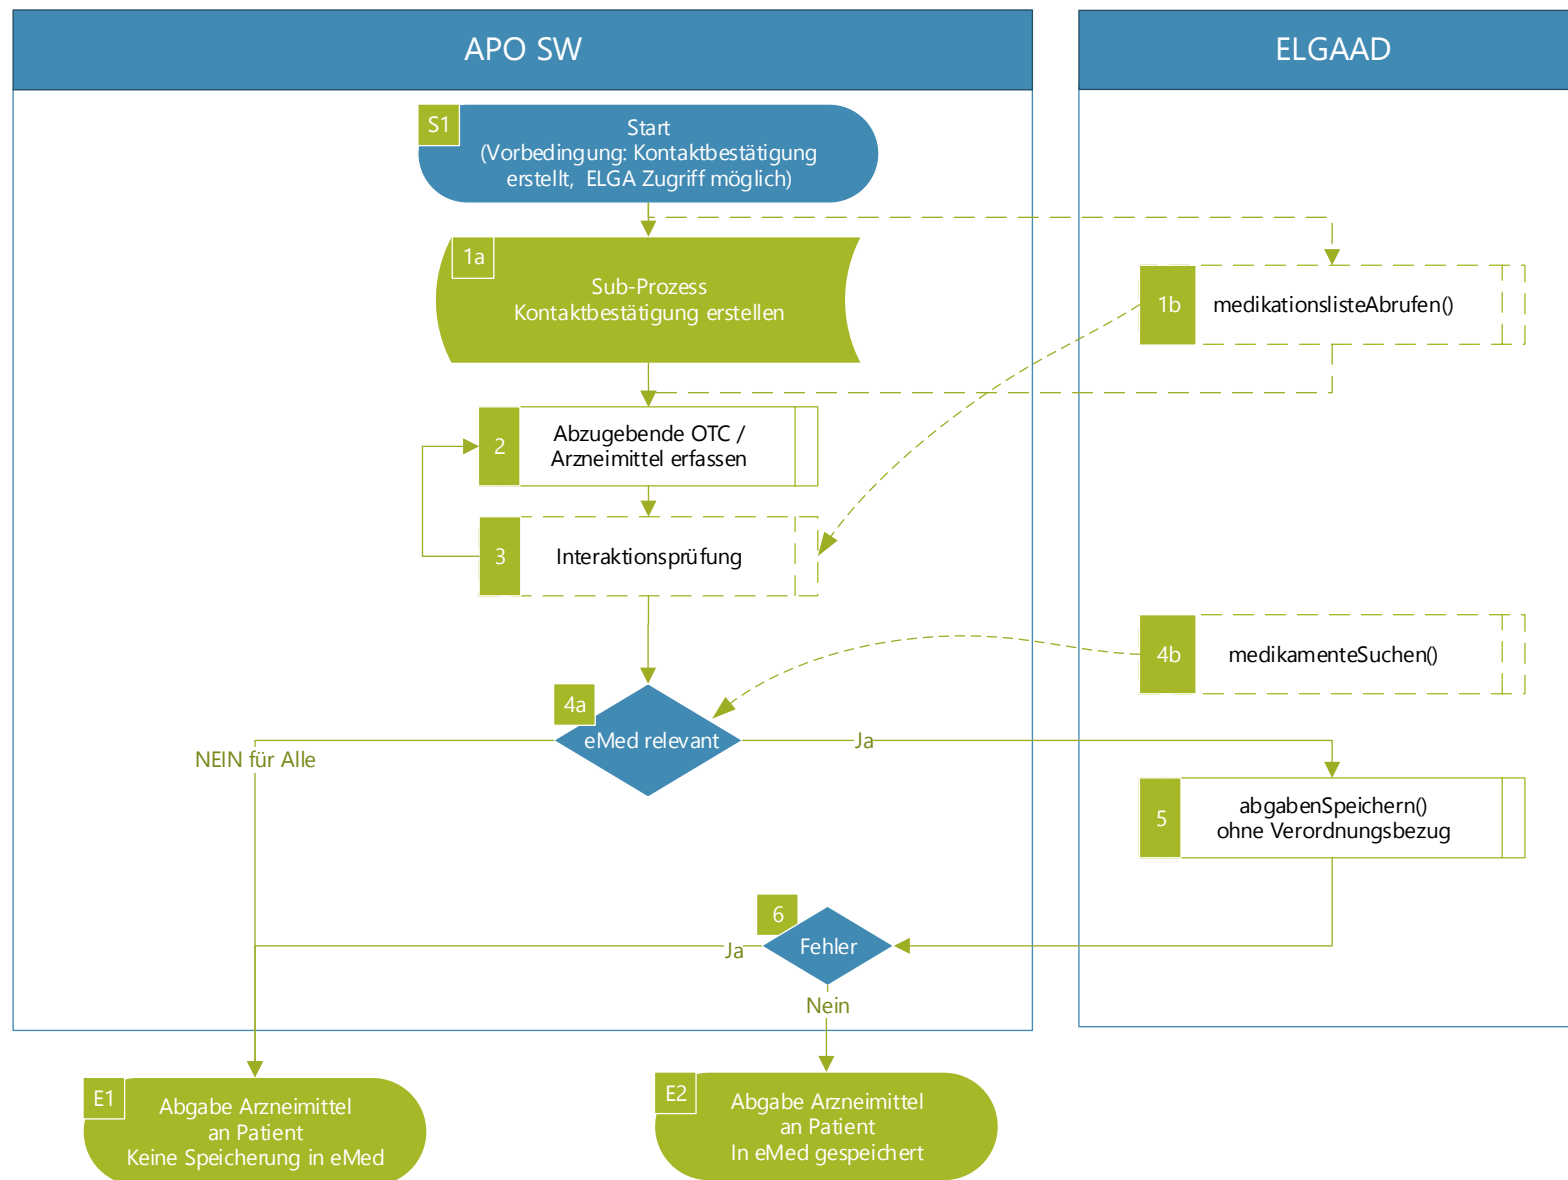 APO SW
ELGAAD
S1
Start
(Vorbedingung: Kontaktbestätigung
erstellt, ELGA Zugriff möglich)
1a
Sub-Prozess
Kontaktbestätigung erstellen
1b
medikationslisteAbrufen()
2
Abzugebende OTC /
Arzneimittel erfassen
3
Interaktionsprüfung
4b
medikamenteSuchen()
4a
eMed relevant
Ja
NEIN für Alle
5
abgabenSpeichern()
ohne Verordnungsbezug
6
Fehler
Ja
Nein
E1
Abgabe Arzneimittel
an Patient
Keine Speicherung in eMed
E2
Abgabe Arzneimittel
an Patient
In eMed gespeichert